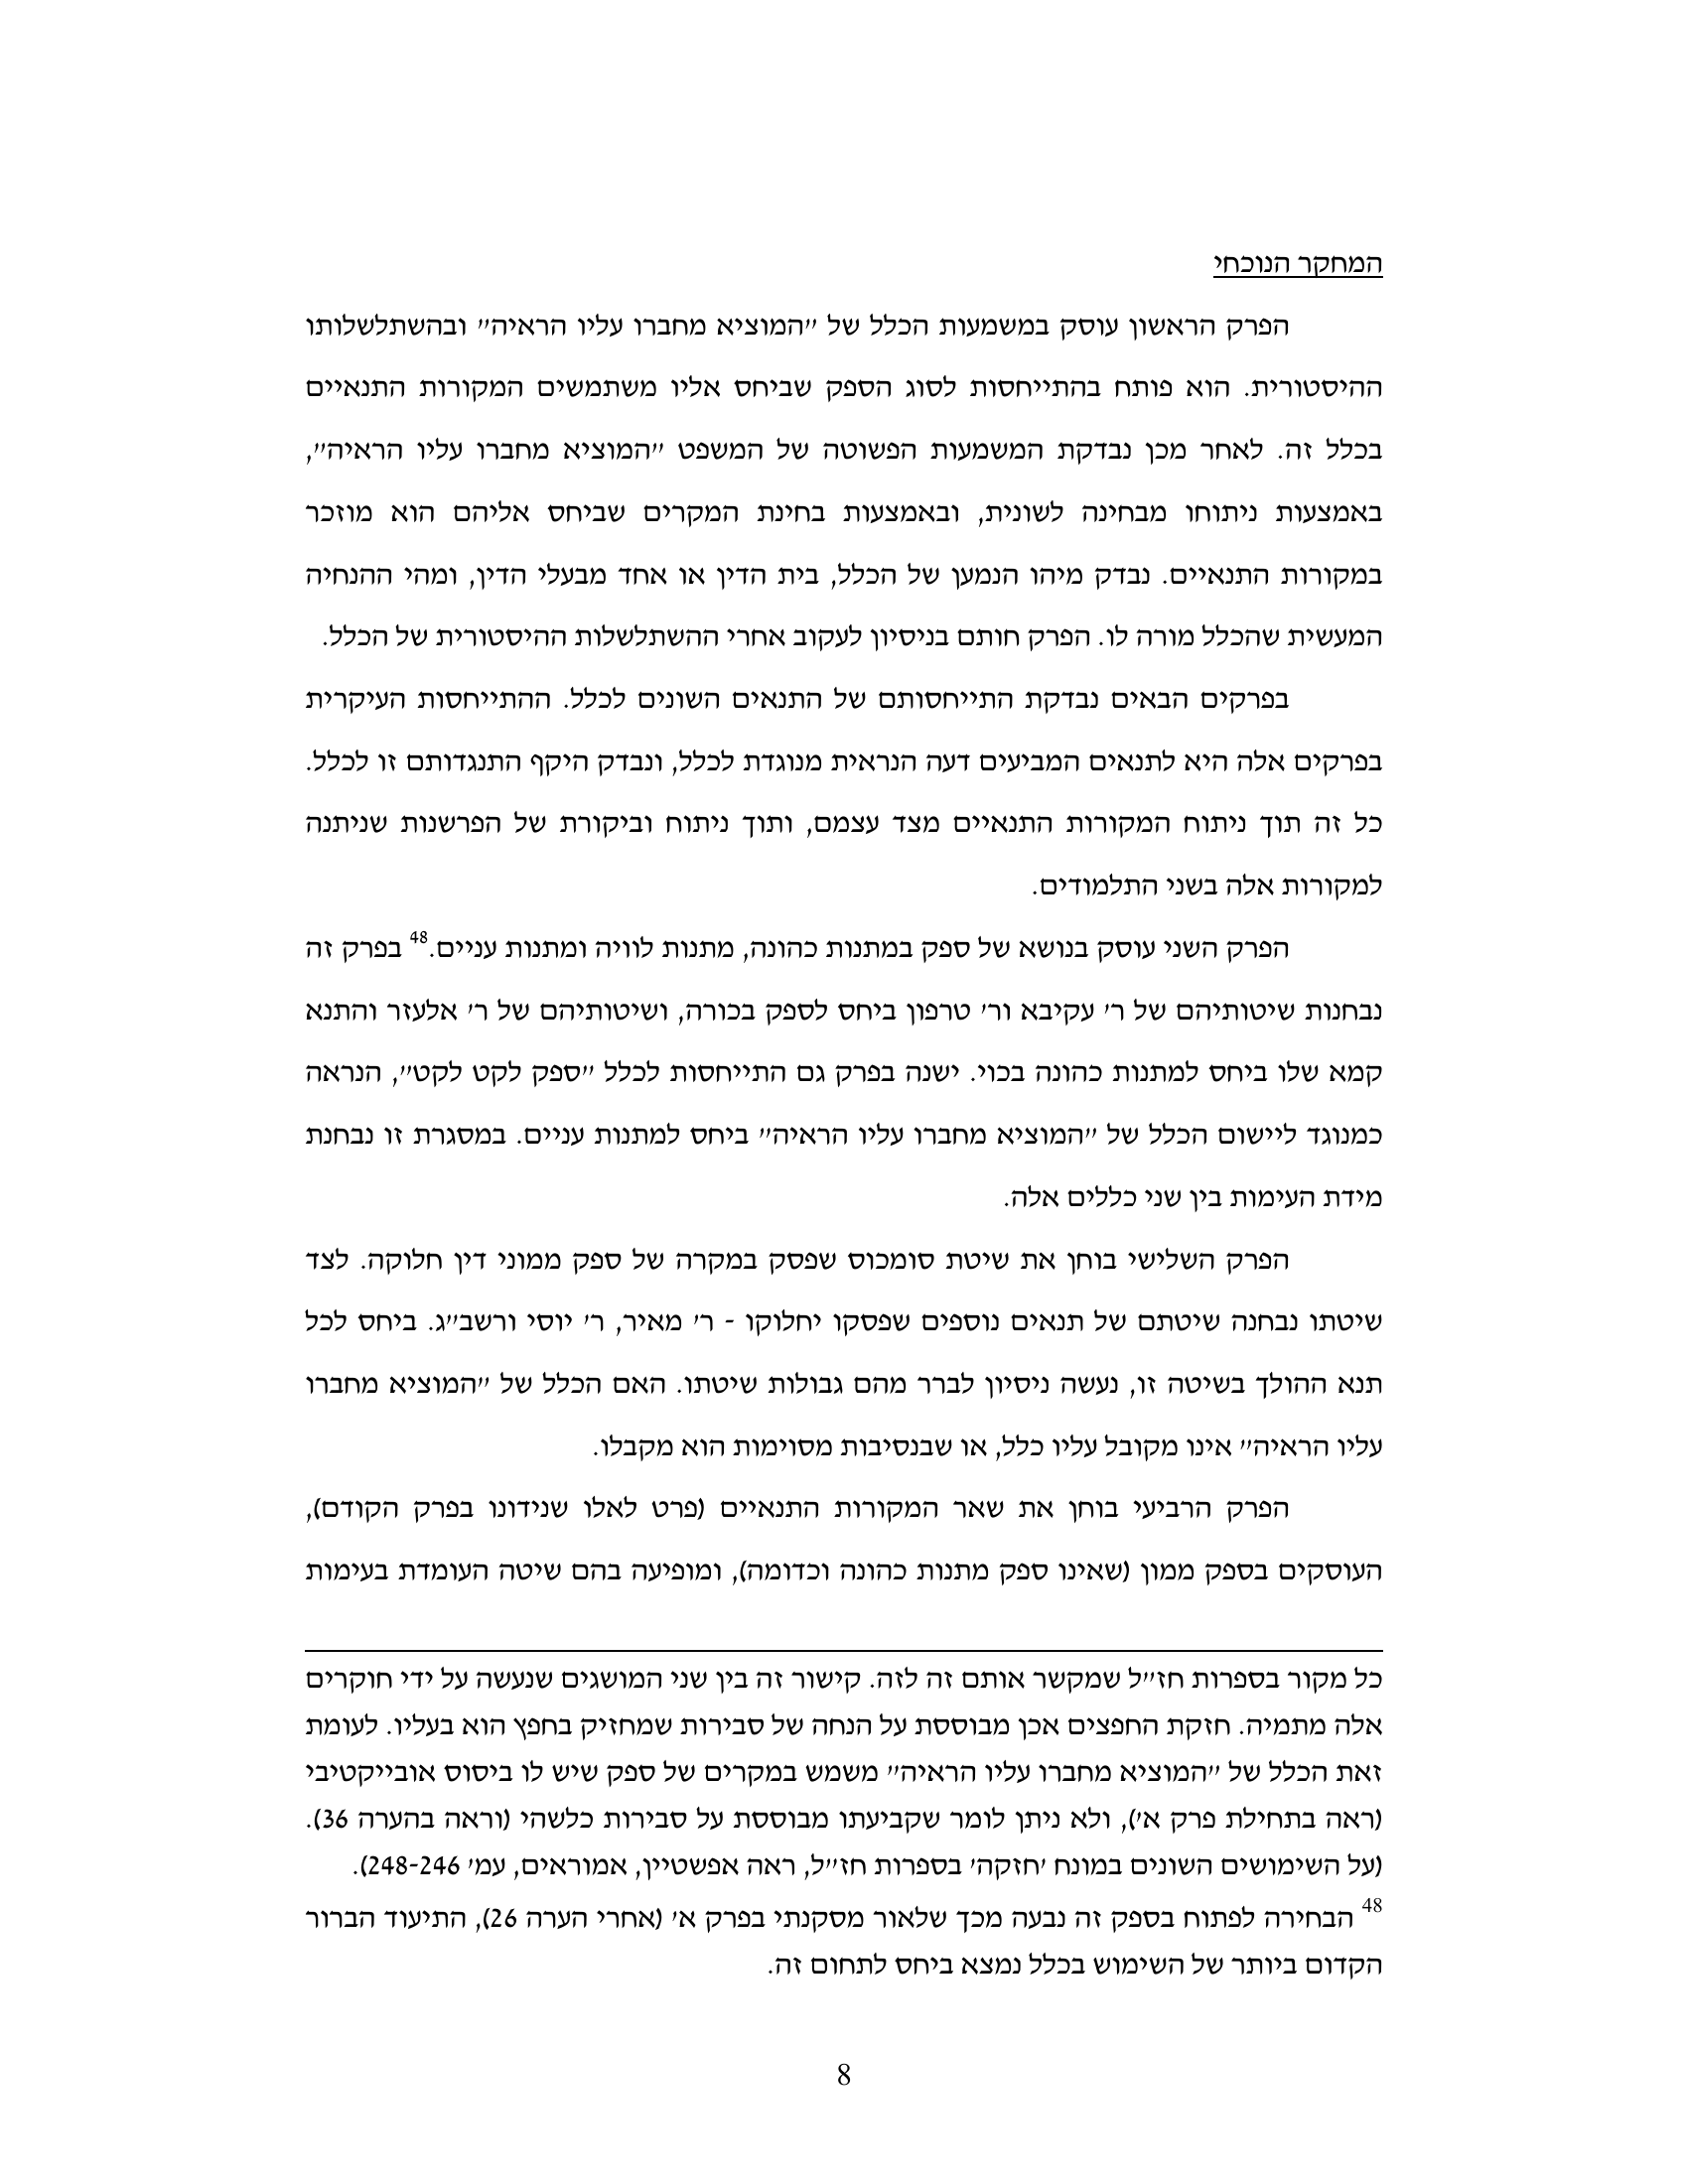 המחקר הנוכחי
הפרק הראשון עוסק במשמעות הכלל של "המוציא מחברו עליו הראיה" ובהשתלשלותו
ההיסטורית. הוא פותח בהתייחסות לסוג הספק שביחס אליו משתמשים המקורות התנאיים
בכלל זה. לאחר מכן נבדקת המשמעות הפשוטה של המשפט "המוציא מחברו עליו הראיה",
באמצעות ניתוחו מבחינה לשונית, ובאמצעות בחינת המקרים שביחס אליהם הוא מוזכר
במקורות התנאיים. נבדק מיהו הנמען של הכלל, בית הדין או אחד מבעלי הדין, ומהי ההנחיה
המעשית שהכלל מורה לו. הפרק חותם בניסיון לעקוב אחרי ההשתלשלות ההיסטורית של הכלל.
בפרקים הבאים נבדקת התייחסותם של התנאים השונים לכלל. ההתייחסות העיקרית
בפרקים אלה היא לתנאים המביעים דעה הנראית מנוגדת לכלל, ונבדק היקף התנגדותם זו לכלל.
כל זה תוך ניתוח המקורות התנאיים מצד עצמם, ותוך ניתוח וביקורת של הפרשנות שניתנה
למקורות אלה בשני התלמודים.
הפרק השני עוסק בנושא של ספק במתנות כהונה, מתנות לוויה ומתנות עניים.48 בפרק זה
נבחנות שיטותיהם של ר' עקיבא ור' טרפון ביחס לספק בכורה, ושיטותיהם של ר' אלעזר והתנא
קמא שלו ביחס למתנות כהונה בכוי. ישנה בפרק גם התייחסות לכלל "ספק לקט לקט", הנראה
כמנוגד ליישום הכלל של "המוציא מחברו עליו הראיה" ביחס למתנות עניים. במסגרת זו נבחנת
מידת העימות בין שני כללים אלה.
הפרק השלישי בוחן את שיטת סומכוס שפסק במקרה של ספק ממוני דין חלוקה. לצד
שיטתו נבחנה שיטתם של תנאים נוספים שפסקו יחלוקו - ר' מאיר, ר' יוסי ורשב"ג. ביחס לכל
תנא ההולך בשיטה זו, נעשה ניסיון לברר מהם גבולות שיטתו. האם הכלל של "המוציא מחברו
עליו הראיה" אינו מקובל עליו כלל, או שבנסיבות מסוימות הוא מקבלו.
הפרק הרביעי בוחן את שאר המקורות התנאיים (פרט לאלו שנידונו בפרק הקודם),
העוסקים בספק ממון (שאינו ספק מתנות כהונה וכדומה), ומופיעה בהם שיטה העומדת בעימות
כל מקור בספרות חז"ל שמקשר אותם זה לזה. קישור זה בין שני המושגים שנעשה על ידי חוקרים
אלה מתמיה. חזקת החפצים אכן מבוססת על הנחה של סבירות שמחזיק בחפץ הוא בעליו. לעומת
זאת הכלל של "המוציא מחברו עליו הראיה" משמש במקרים של ספק שיש לו ביסוס אובייקטיבי
(ראה בתחילת פרק א'), ולא ניתן לומר שקביעתו מבוססת על סבירות כלשהי (וראה בהערה 36).
(על השימושים השונים במונח 'חזקה' בספרות חז"ל, ראה אפשטיין, אמוראים, עמ' 248-246).
48 הבחירה לפתוח בספק זה נבעה מכך שלאור מסקנתי בפרק א' (אחרי הערה 26), התיעוד הברור
הקדום ביותר של השימוש בכלל נמצא ביחס לתחום זה.
8